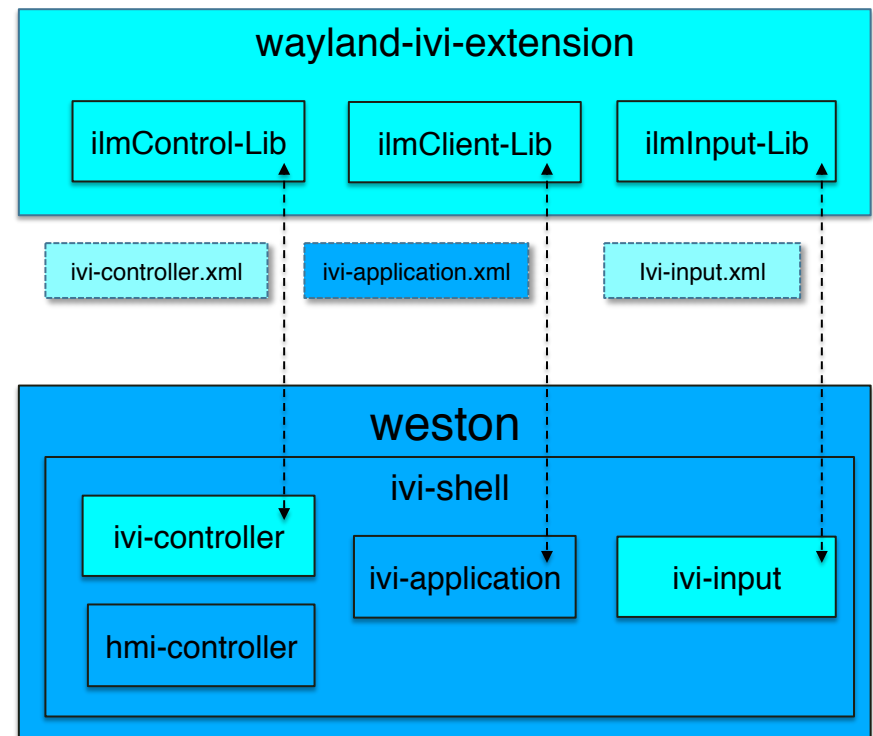 wayland-ivi-extension
ilmControl-Lib
ilmClient-Lib
ilmInput-Lib
ivi-controller.xml
ivi-application.xml
Ivi-input.xml
weston
ivi-shell
ivi-controller
ivi-application
ivi-input
hmi-controller